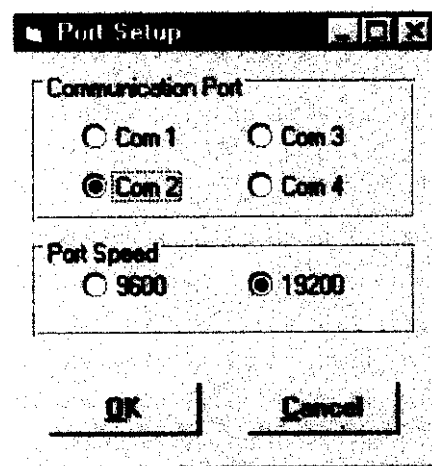 Port Setup
Communication Port
Com 1 Com 3
Com 2 Com 4
Port Speed
9600 19200
OK Cancel